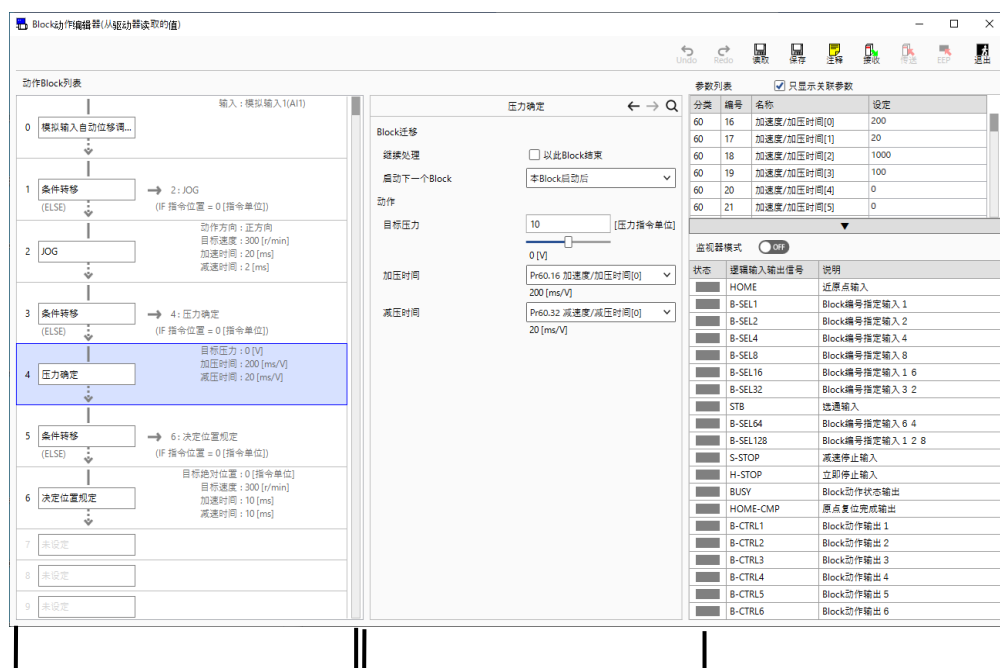 Block动作编辑器(从驱动器读取的值)
Undo Redo 读取 保存 注释 接收 传送 EEP 退出
动作Block列表
输入 : 模拟输入1(AI1)
0 模拟输入自动位移调...
1 条件转移 2 : JOG
(ELSE) (IF 指令位置 = 0 [指令单位])
动作方向 : 正方向
目标速度 : 300 [r/min]
2 JOG 加速时间 : 20 [ms]
减速时间 : 2 [ms]
3 条件转移 4 : 压力确定
(ELSE) (IF 指令位置 = 0 [指令单位])
目标压力 : 0 [V]
加压时间 : 200 [ms/V]
4 压力确定 减压时间 : 20 [ms/V]
5 条件转移 6 : 决定位置规定
(ELSE) (IF 指令位置 = 0 [指令单位])
目标绝对位置 : 0 [指令单位]
目标速度 : 300 [r/min]
6 决定位置规定 加速时间 : 10 [ms]
减速时间 : 10 [ms]
7 未设定
8 未设定
9 未设定
压力确定
Block迁移
继续处理 以此Block结束
启动下一个Block 本Block启动后
动作
目标压力 10 [压力指令单位]
0 [V]
加压时间 Pr60.16 加速度/加压时间[0]
200 [ms/V]
减压时间 Pr60.32 减速度/减压时间[0]
20 [ms/V]
参数列表 只显示关联参数
分类 编号 名称 设定
60 16 加速度/加压时间[0] 200
60 17 加速度/加压时间[1] 20
60 18 加速度/加压时间[2] 1000
60 19 加速度/加压时间[3] 100
60 20 加速度/加压时间[4] 0
60 21 加速度/加压时间[5] 0
监视器模式 OFF
状态 逻辑输入输出信号 说明
HOME 近原点输入
B-SEL1 Block编号指定输入 1
B-SEL2 Block编号指定输入 2
B-SEL4 Block编号指定输入 4
B-SEL8 Block编号指定输入 8
B-SEL16 Block编号指定输入 1 6
B-SEL32 Block编号指定输入 3 2
STB 选通输入
B-SEL64 Block编号指定输入 6 4
B-SEL128 Block编号指定输入 1 2 8
S-STOP 减速停止输入
H-STOP 立即停止输入
BUSY Block动作状态输出
HOME-CMP 原点复位完成输出
B-CTRL1 Block动作输出 1
B-CTRL2 Block动作输出 2
B-CTRL3 Block动作输出 3
B-CTRL4 Block动作输出 4
B-CTRL5 Block动作输出 5
B-CTRL6 Block动作输出 6